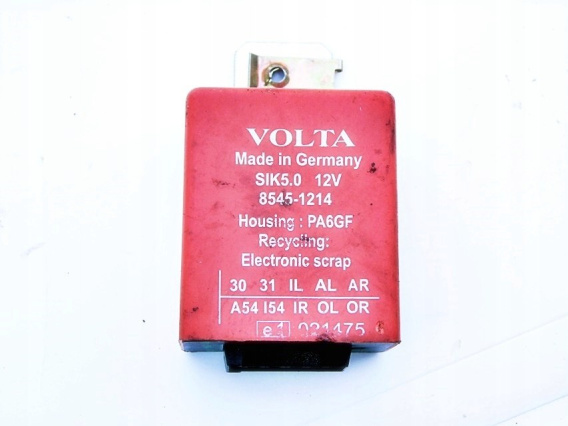 VOLTA
Made in Germany
SIK5.0 12V
8545-1214
Housing : PA6GF
Recycling:
Electronic scrap
30 31 IL AL AR
A54 I54 IR OL OR
e 1 021475 G